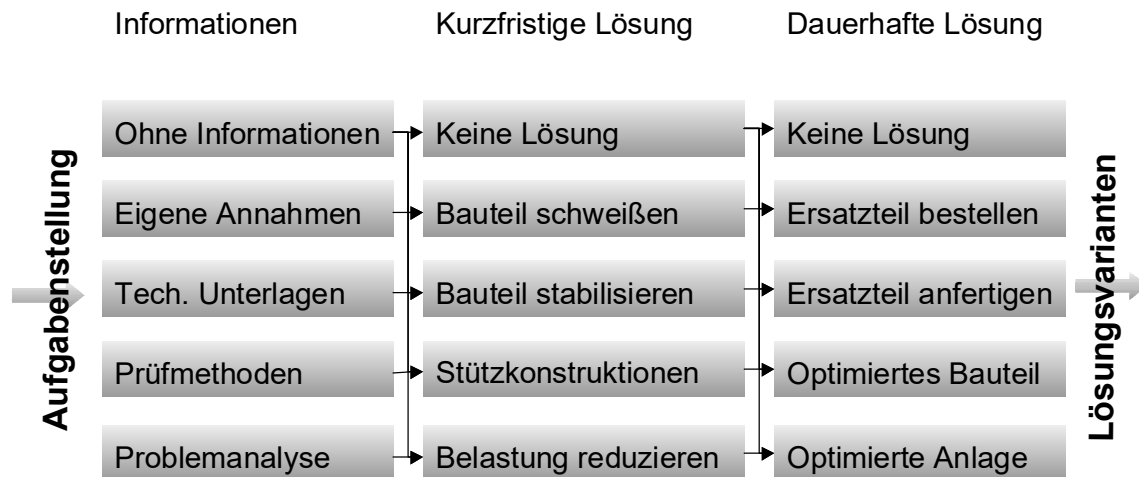 Informationen
Kurzfristige Lösung
Dauerhafte Lösung
Aufgabenstellung
Ohne Informationen
Keine Lösung
Keine Lösung
Eigene Annahmen
Bauteil schweißen
Ersatzteil bestellen
Tech. Unterlagen
Bauteil stabilisieren
Ersatzteil anfertigen
Prüfmethoden
Stützkonstruktionen
Optimiertes Bauteil
Problemanalyse
Belastung reduzieren
Optimierte Anlage
Lösungsvarianten